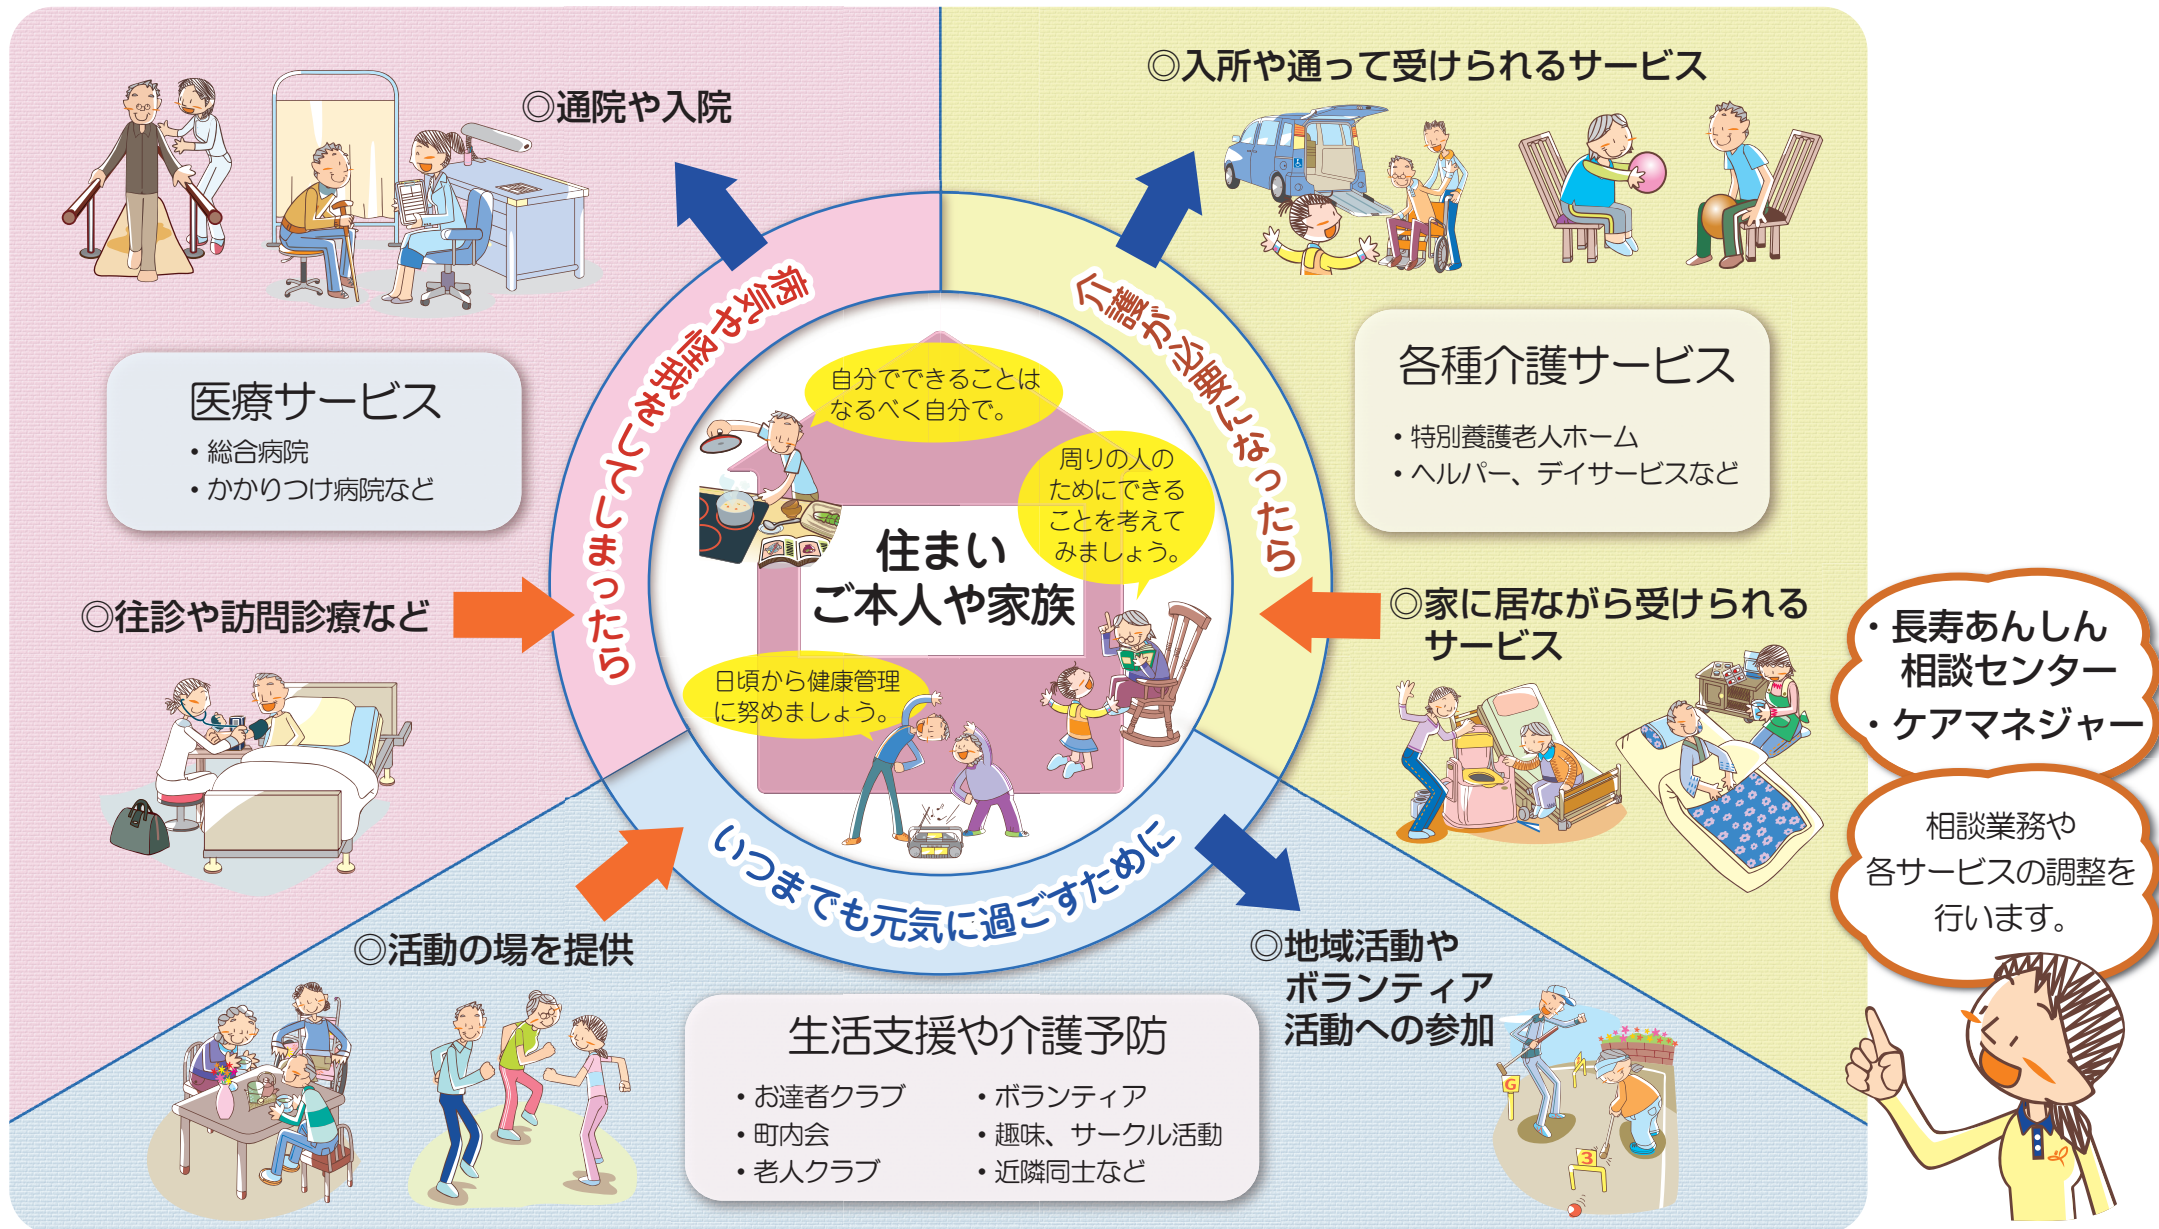 ◎通院や入院
医療サービス
・総合病院
・かかりつけ病院など
◎往診や訪問診療など
病気や怪我をしてしまったら
◎入所や通って受けられるサービス
各種介護サービス
・特別養護老人ホーム
・ヘルパー、デイサービスなど
◎家に居ながら受けられる
サービス
介護が必要になったら
自分でできることは
なるべく自分で。
周りの人の
ためにできる
ことを考えて
みましょう。
住まい
ご本人や家族
日頃から健康管理
に努めましょう。
いつまでも元気に過ごすために
◎活動の場を提供
生活支援や介護予防
・お達者クラブ
・町内会
・老人クラブ
・ボランティア
・趣味、サークル活動
・近隣同士など
◎地域活動や
ボランティア
活動への参加
G
3
・長寿あんしん
相談センター
・ケアマネジャー
相談業務や
各サービスの調整を
行います。